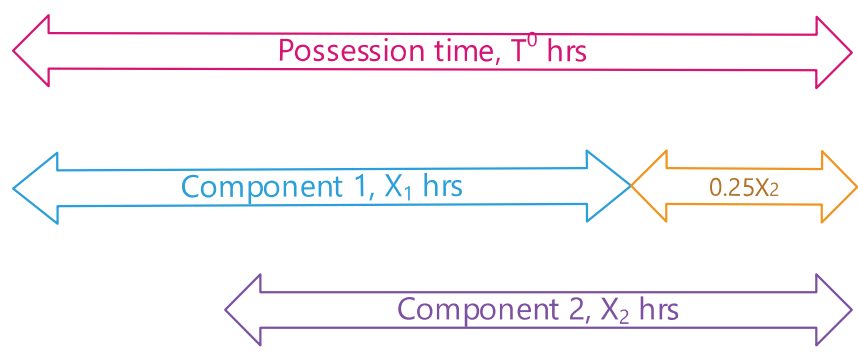 Possession time, T⁰ hrs
Component 1, X₁ hrs
0.25X₂
Component 2, X₂ hrs